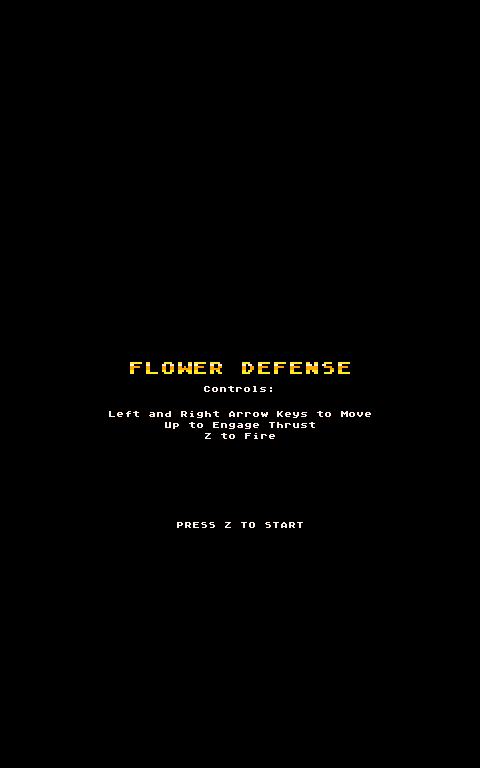 FLOWER DEFENSE
Controls:
Left and Right Arrow Keys to Move
Up to Engage Thrust
Z to Fire
PRESS Z TO START